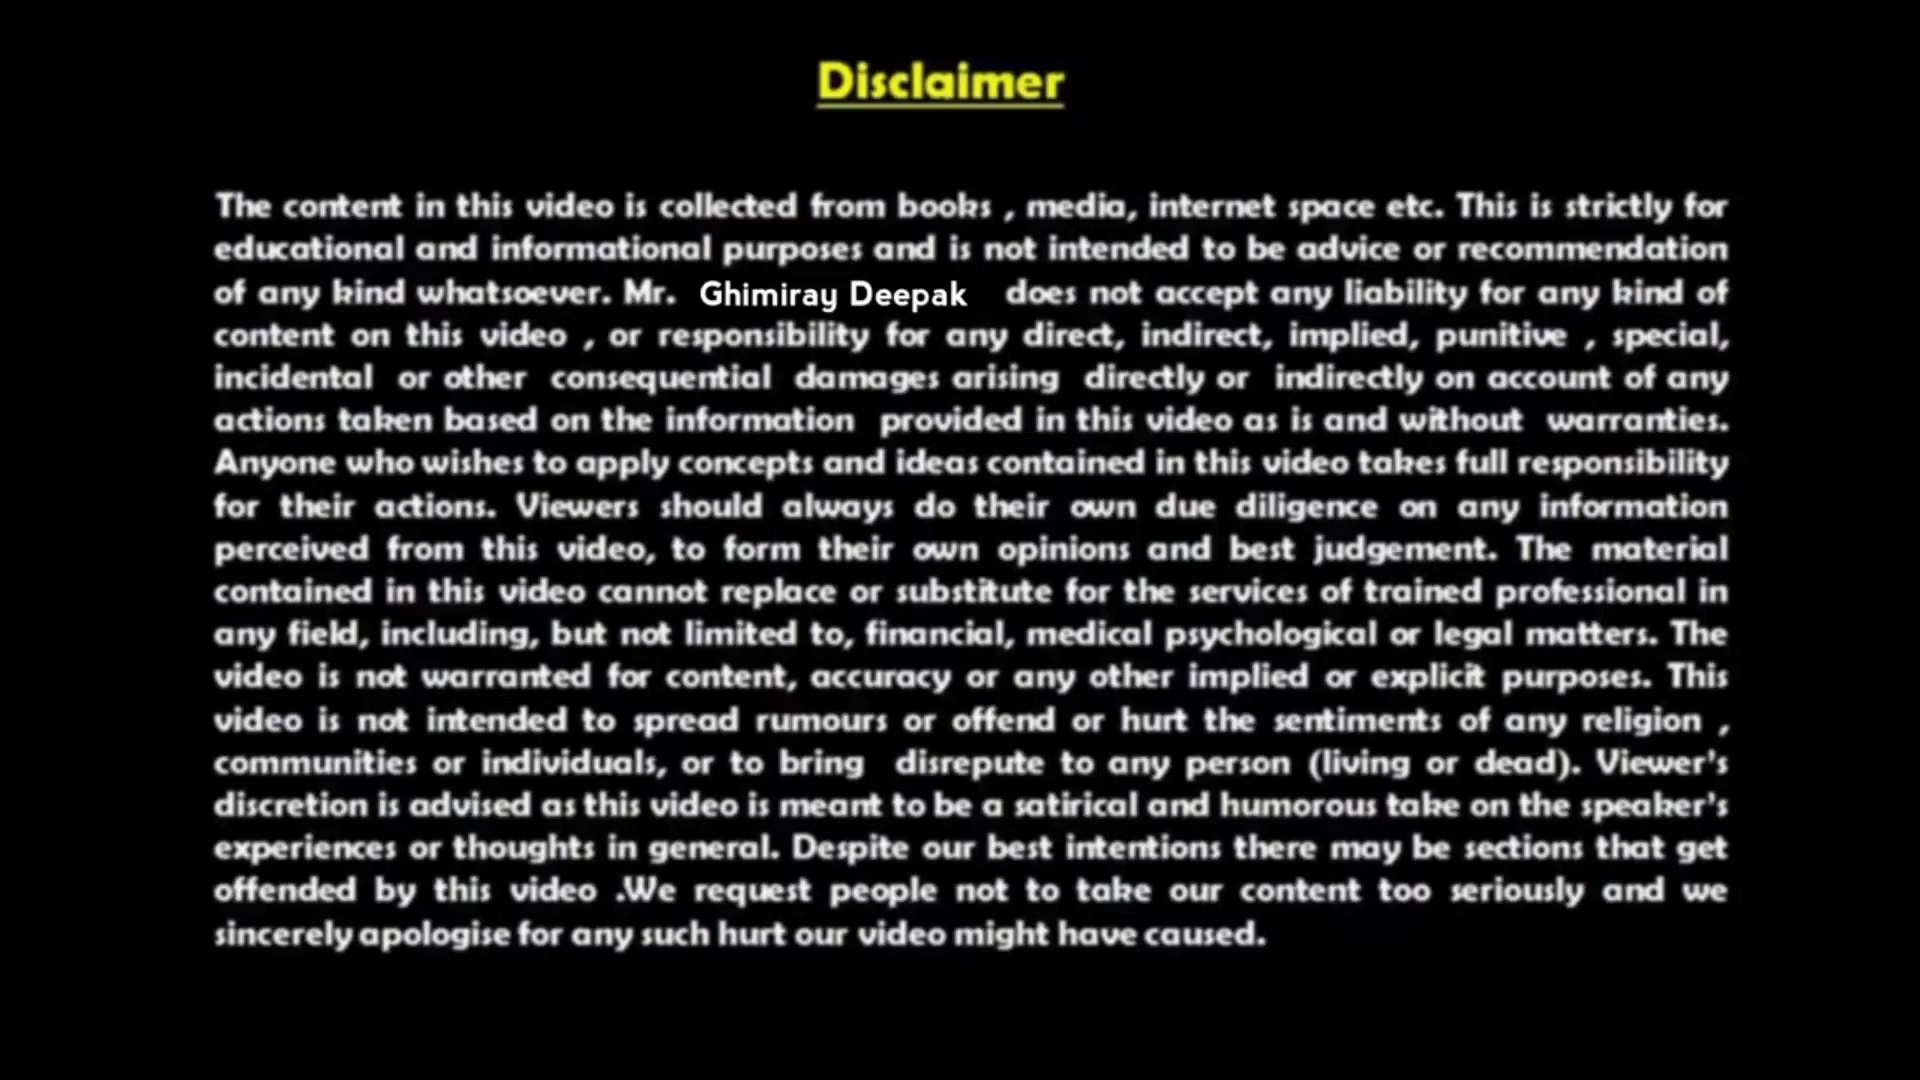 Disclaimer
The content in this video is collected from books , media, internet space etc. This is strictly for
educational and informational purposes and is not intended to be advice or recommendation
of any kind whatsoever. Mr. Ghimiray Deepak does not accept any liability for any kind of
content on this video , or responsibility for any direct, indirect, implied, punitive , special,
incidental or other consequential damages arising directly or indirectly on account of any
actions taken based on the information provided in this video as is and without warranties.
Anyone who wishes to apply concepts and ideas contained in this video takes full responsibility
for their actions. Viewers should always do their own due diligence on any information
perceived from this video, to form their own opinions and best judgement. The material
contained in this video cannot replace or substitute for the services of trained professional in
any field, including, but not limited to, financial, medical psychological or legal matters. The
video is not warranted for content, accuracy or any other implied or explicit purposes. This
video is not intended to spread rumours or offend or hurt the sentiments of any religion ,
communities or individuals, or to bring disrepute to any person (living or dead). Viewer's
discretion is advised as this video is meant to be a satirical and humorous take on the speaker's
experiences or thoughts in general. Despite our best intentions there may be sections that get
offended by this video .We request people not to take our content too seriously and we
sincerely apologise for any such hurt our video might have caused.